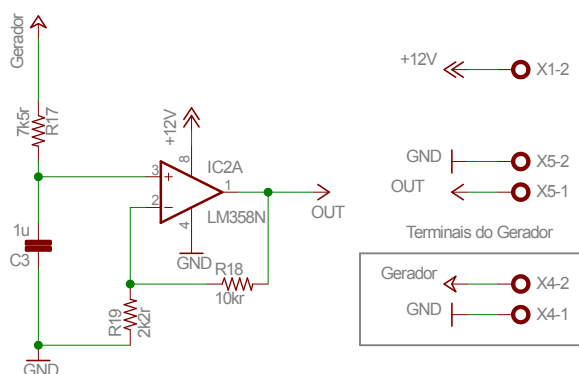 Gerador
7k5r
R17
1u
C3
+12V
8
3
2
1
4
IC2A
LM358N
OUT
GND
R18
10kr
R19
2k2r
GND
+12V
X1-2
GND
X5-2
OUT
X5-1
Terminais do Gerador
Gerador
X4-2
GND
X4-1